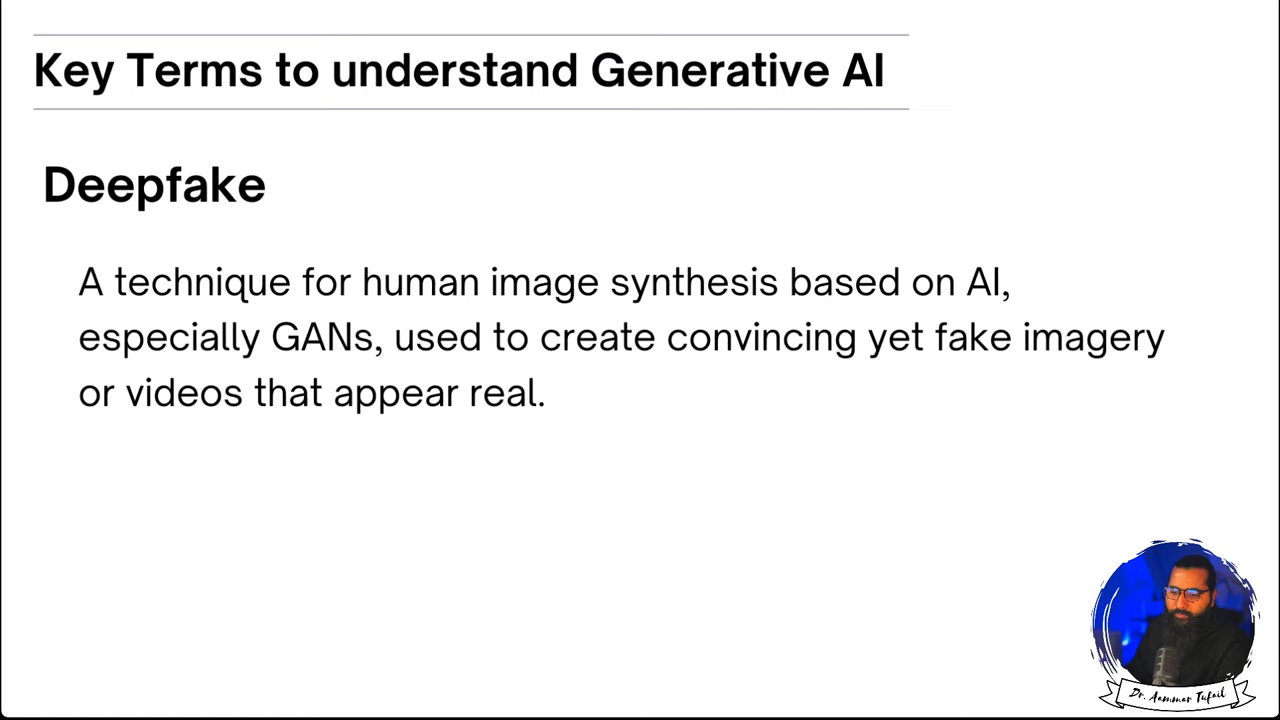 Key Terms to understand Generative AI
Deepfake
A technique for human image synthesis based on AI,
especially GANs, used to create convincing yet fake imagery
or videos that appear real.
Dr. Aammar Tufail